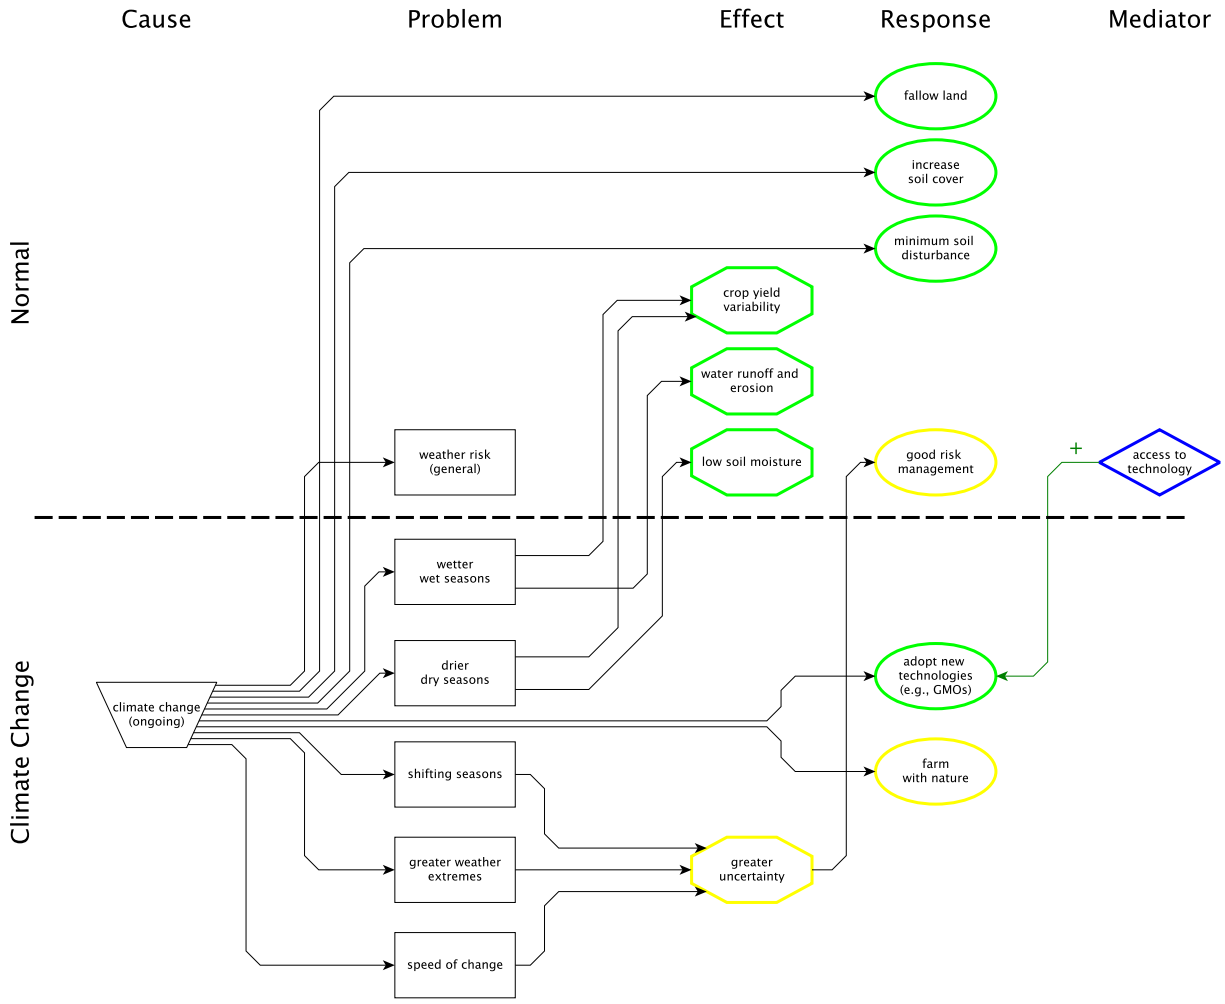 Cause
Problem
Effect
Response
Mediator
Normal
fallow land
increase
soil cover
minimum soil
disturbance
crop yield
variability
water runoff and
erosion
weather risk
(general)
low soil moisture
good risk
management
+
access to
technology
Climate Change
wetter
wet seasons
drier
dry seasons
adopt new
technologies
(e.g., GMOs)
climate change
(ongoing)
shifting seasons
farm
with nature
greater weather
extremes
greater
uncertainty
speed of change